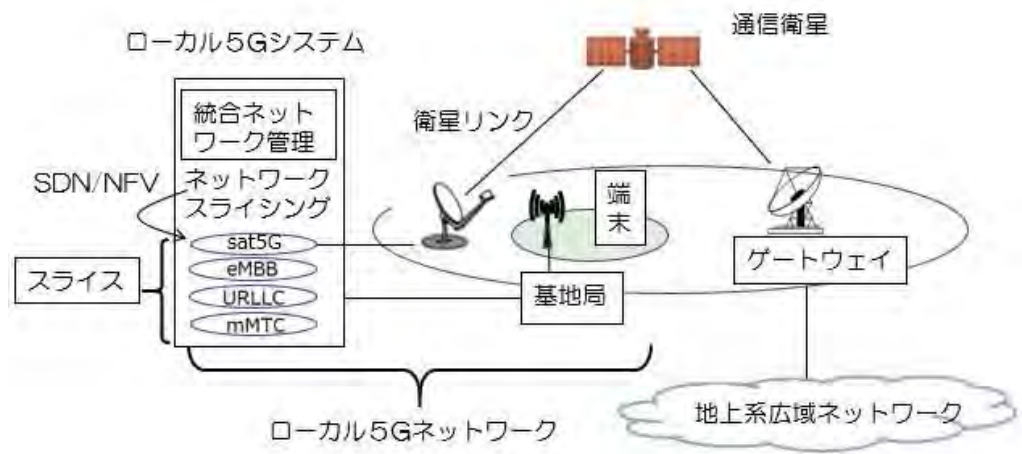 通信衛星
ローカル5Gシステム
統合ネット
ワーク管理
衛星リンク
SDN/NFV
ネットワーク
スライシング
端
末
sat5G
eMBB
URLLC
mMTC
スライス
基地局
ゲートウェイ
地上系広域ネットワーク
ローカル5Gネットワーク